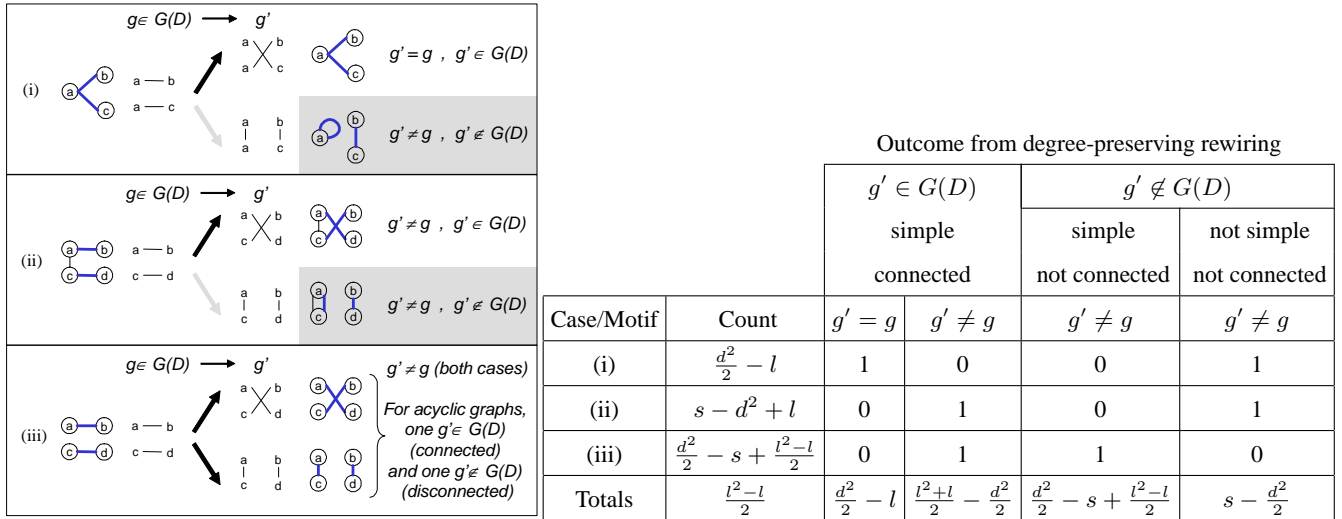 g∈ G(D) → g'
(i)
a b c
a — b
a — c
a b
a c
a b c
g' = g , g' ∈ G(D)
a b
a c
a b c
g' ≠ g , g' ∉ G(D)
g∈ G(D) → g'
(ii)
a b
c d
a — b
c — d
a b
c d
a b
c d
g' ≠ g , g' ∈ G(D)
a b
c d
a b
c d
g' ≠ g , g' ∉ G(D)
g∈ G(D) → g'
(iii)
a b
c d
a — b
c — d
a b
c d
a b
c d
a b
c d
a b
c d
g' ≠ g (both cases)
For acyclic graphs,
one g'∈ G(D)
(connected)
and one g'∉ G(D)
(disconnected)
Outcome from degree-preserving rewiring
g′ ∈ G(D) g′ ∉ G(D)
simple simple not simple
connected not connected not connected
Case/Motif Count g′ = g g′ ≠ g g′ ≠ g g′ ≠ g
(i) d²/2 − l 1 0 0 1
(ii) s − d² + l 0 1 0 1
(iii) d²/2 − s + (l²−l)/2 0 1 1 0
Totals (l²−l)/2 d²/2 − l (l²+l)/2 − d²/2 d²/2 − s + (l²−l)/2 s − d²/2